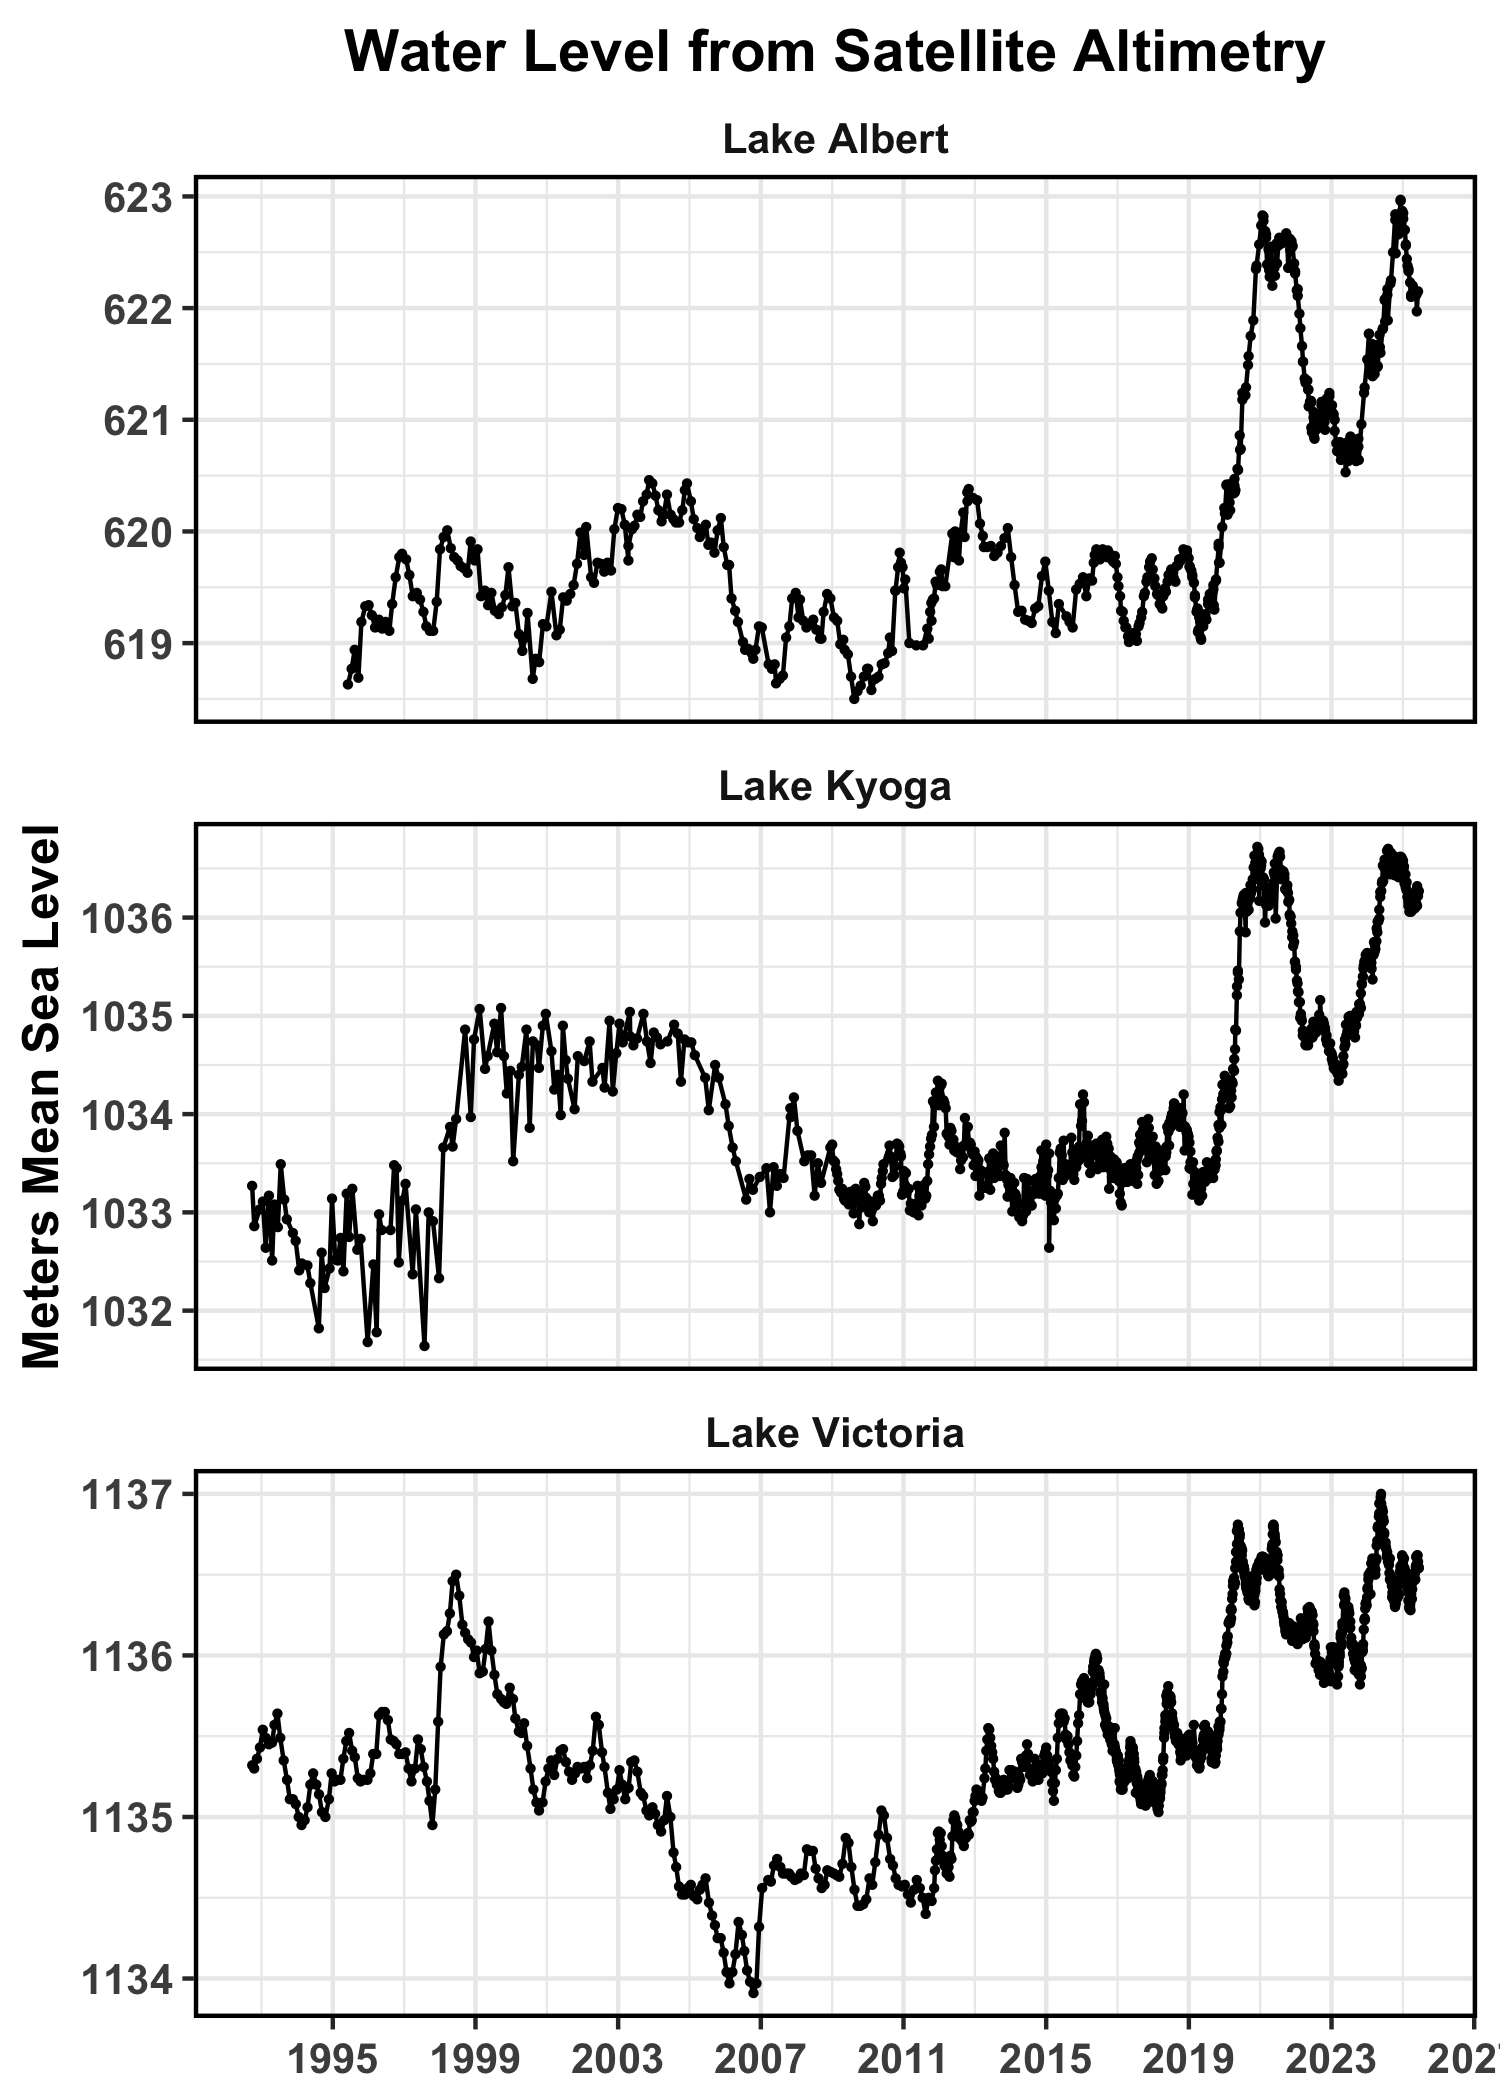 Water Level from Satellite Altimetry
Lake Albert
623
622
621
620
619
Lake Kyoga
Meters Mean Sea Level
1036
1035
1034
1033
1032
Lake Victoria
1137
1136
1135
1134
1995 1999 2003 2007 2011 2015 2019 2023